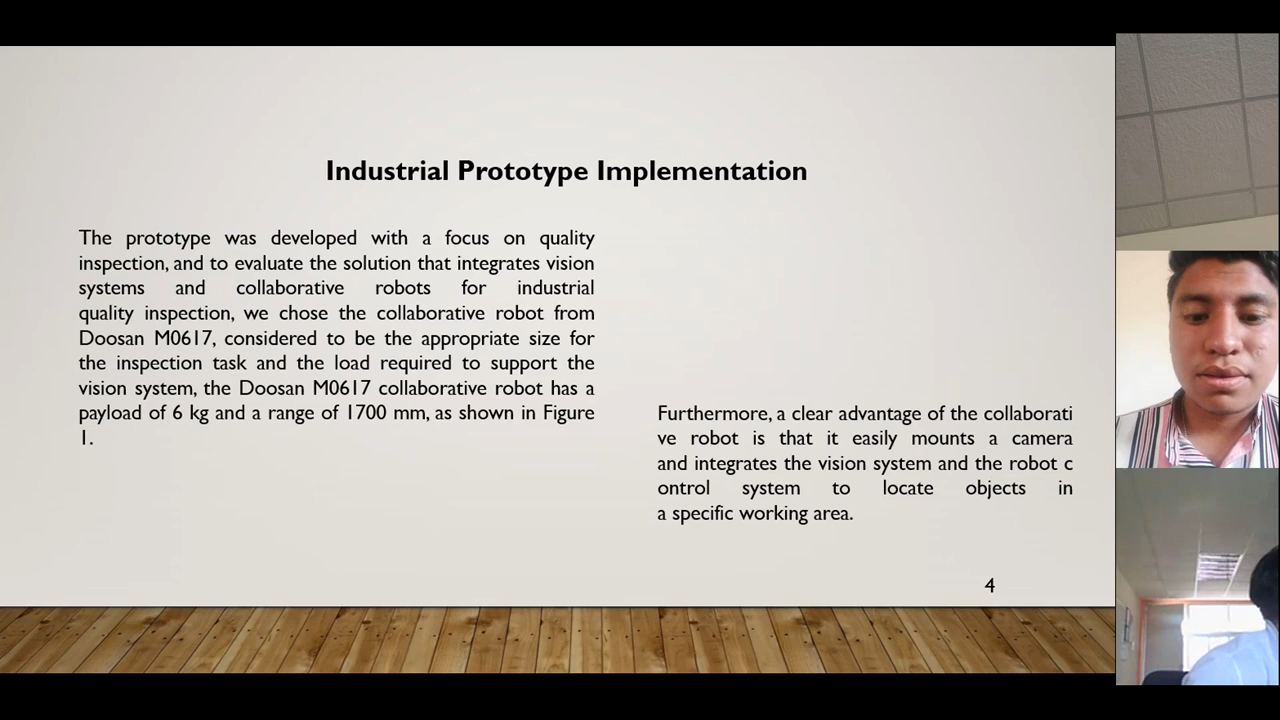 Industrial Prototype Implementation
The prototype was developed with a focus on quality
inspection, and to evaluate the solution that integrates vision
systems and collaborative robots for industrial
quality inspection, we chose the collaborative robot from
Doosan M0617, considered to be the appropriate size for
the inspection task and the load required to support the
vision system, the Doosan M0617 collaborative robot has a
payload of 6 kg and a range of 1700 mm, as shown in Figure
1.
Furthermore, a clear advantage of the collaborati
ve robot is that it easily mounts a camera
and integrates the vision system and the robot c
ontrol system to locate objects in
a specific working area.
4